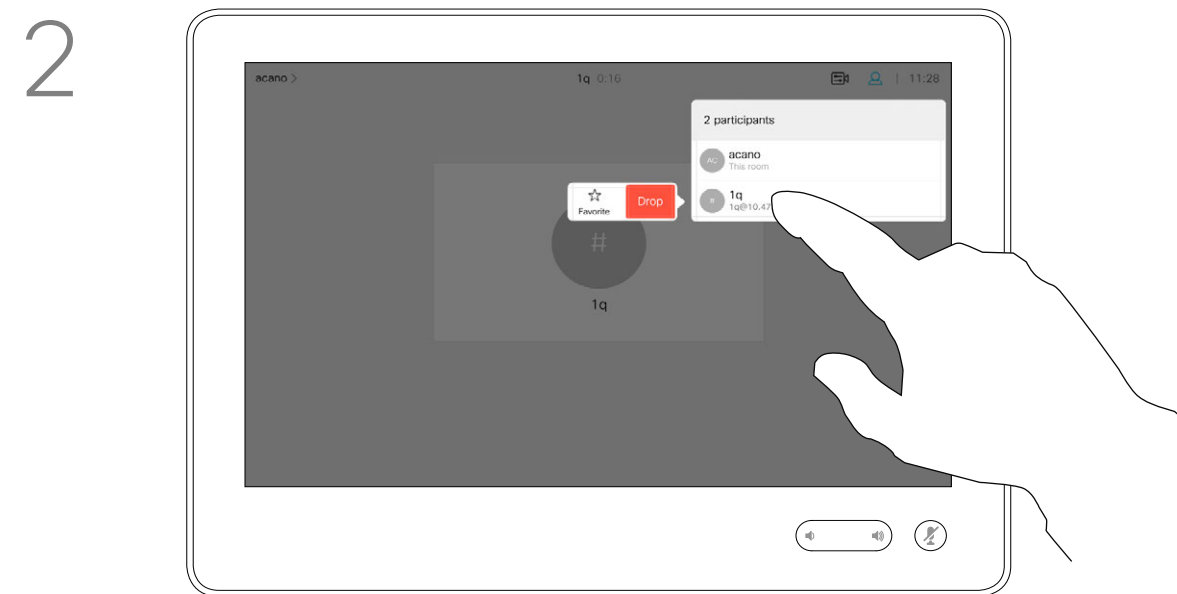 2
acano >
1q 0:16
| 11:28
2 participants
AC
acano
This room
1q
1q@10.47
Favorite
Drop
#
1q